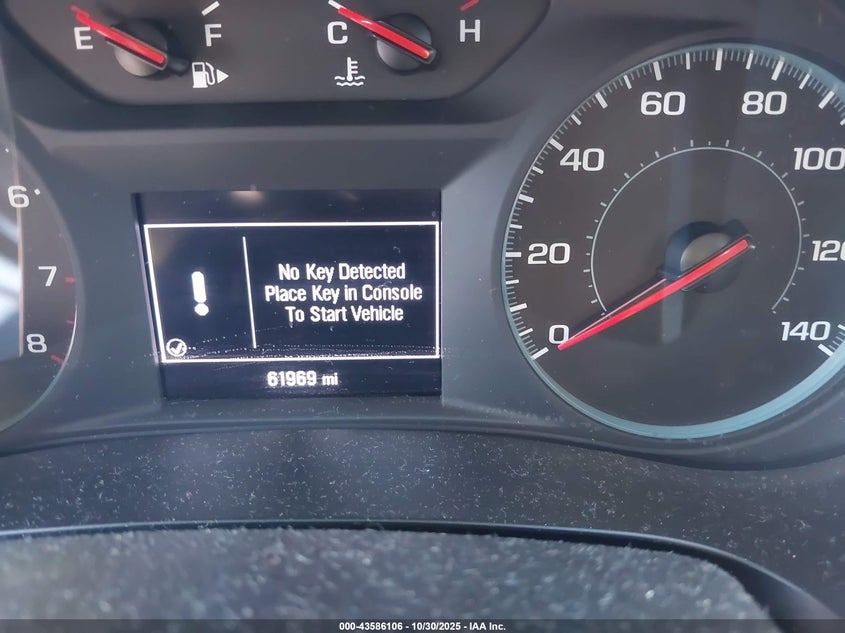 E F C H
60 80
40 100
6
20 120
7
0 140
8
No Key Detected
Place Key in Console
To Start Vehicle
61969 mi
000-43586106 - 10/30/2025 - IAA Inc.